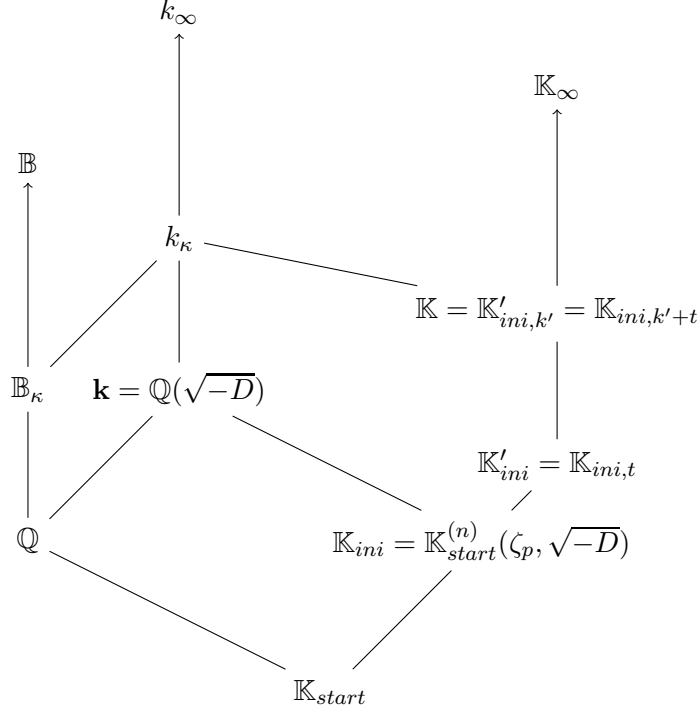 k_∞
𝕂_∞
𝔹
k_κ
𝕂 = 𝕂'_{ini,k'} = 𝕂_{ini,k'+t}
𝔹_κ
𝐤 = ℚ(√−D)
𝕂'_{ini} = 𝕂_{ini,t}
ℚ
𝕂_{ini} = 𝕂^{(n)}_{start}(ζ_p, √−D)
𝕂_{start}